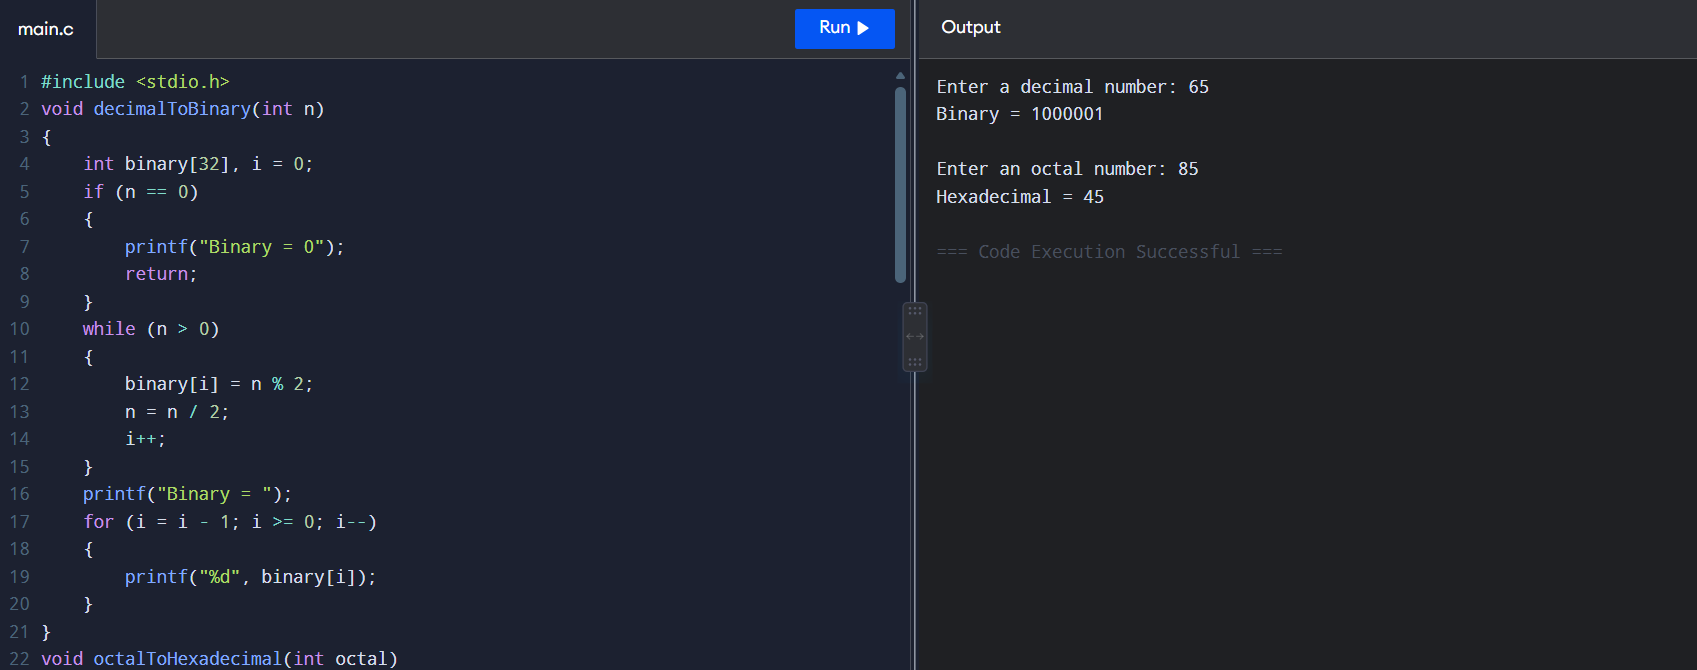 main.c
Run
Output
1 #include <stdio.h>
2 void decimalToBinary(int n)
3 {
4     int binary[32], i = 0;
5     if (n == 0)
6     {
7         printf("Binary = 0");
8         return;
9     }
10     while (n > 0)
11     {
12         binary[i] = n % 2;
13         n = n / 2;
14         i++;
15     }
16     printf("Binary = ");
17     for (i = i - 1; i >= 0; i--)
18     {
19         printf("%d", binary[i]);
20     }
21 }
22 void octalToHexadecimal(int octal)
Enter a decimal number: 65
Binary = 1000001
Enter an octal number: 85
Hexadecimal = 45
=== Code Execution Successful ===